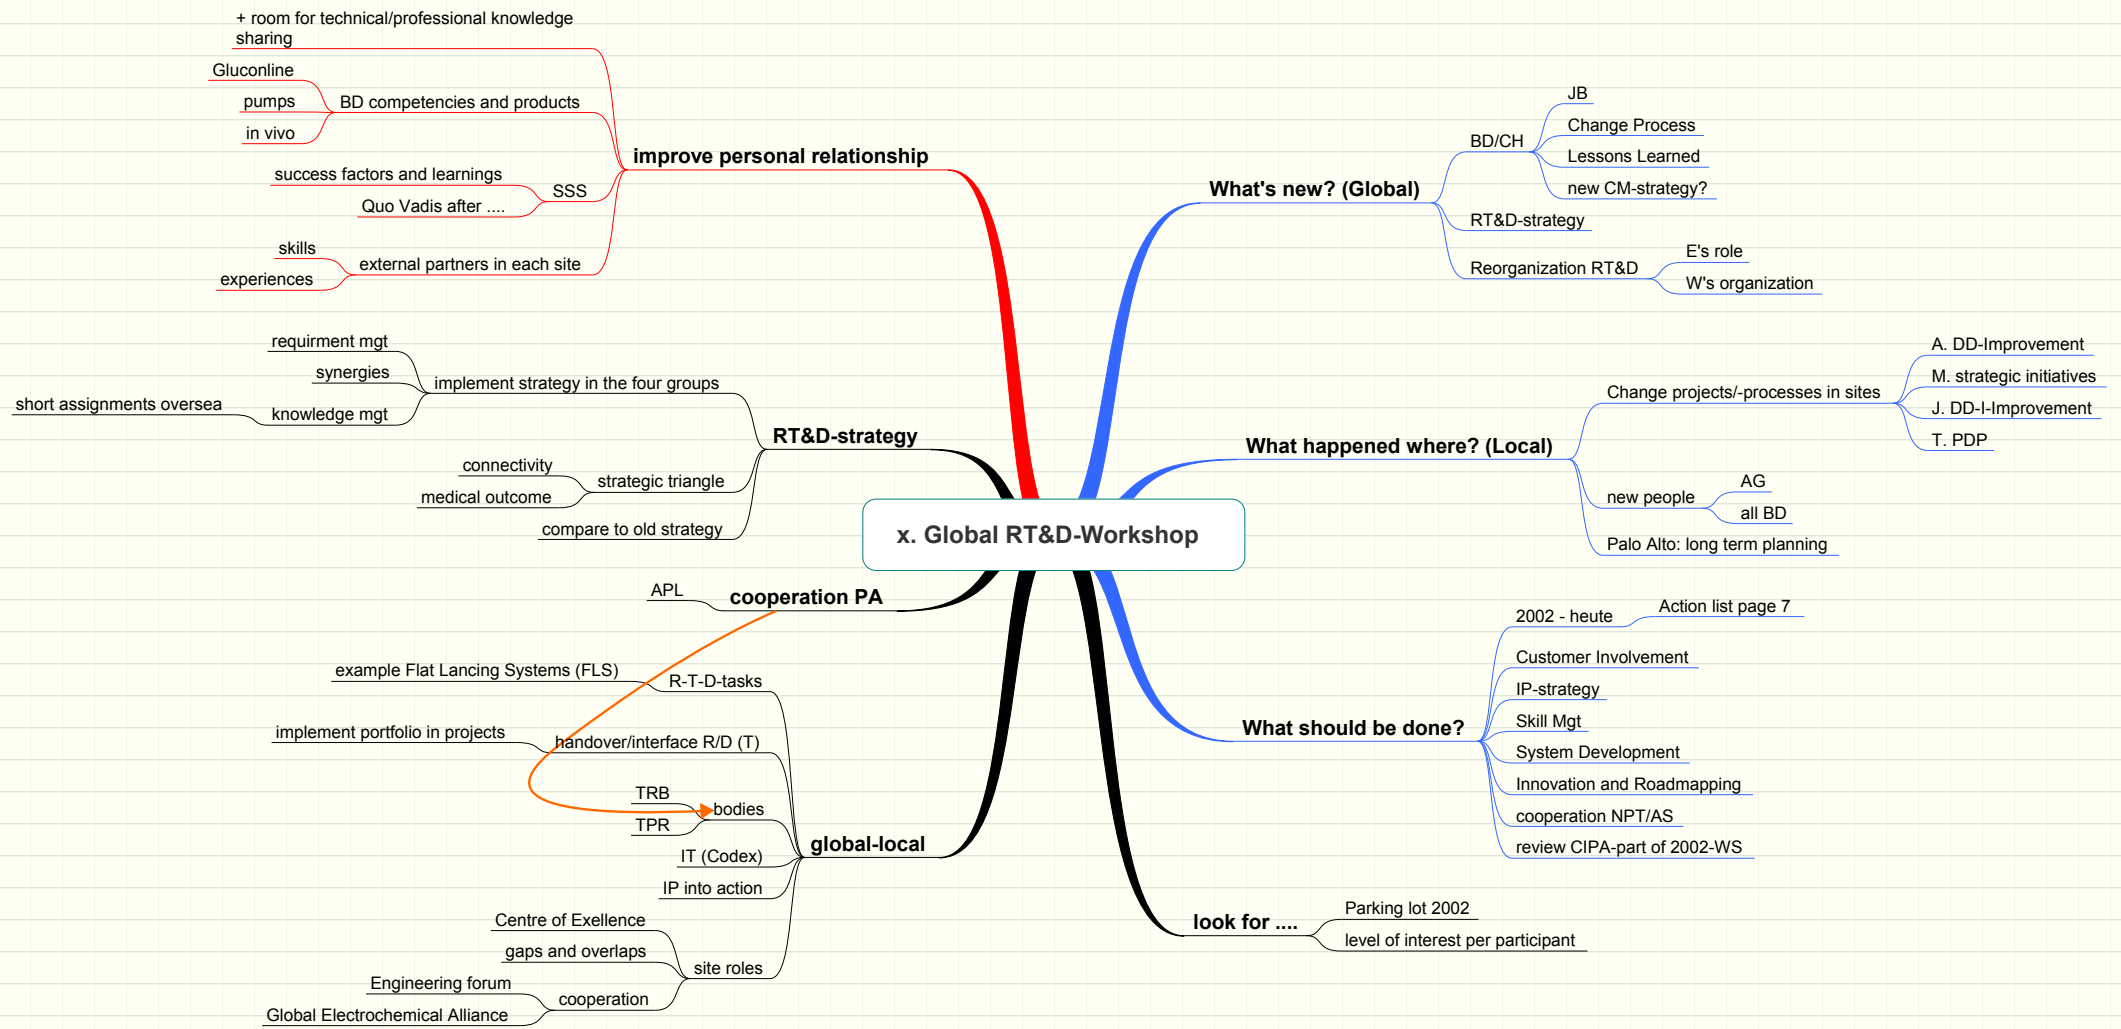 x. Global RT&D-Workshop
What's new? (Global)
BD/CH
JB
Change Process
Lessons Learned
new CM-strategy?
RT&D-strategy
Reorganization RT&D
E's role
W's organization
What happened where? (Local)
Change projects/-processes in sites
A. DD-Improvement
M. strategic initiatives
J. DD-I-Improvement
T. PDP
new people
AG
all BD
Palo Alto: long term planning
What should be done?
2002 - heute
Action list page 7
Customer Involvement
IP-strategy
Skill Mgt
System Development
Innovation and Roadmapping
cooperation NPT/AS
review CIPA-part of 2002-WS
look for ....
Parking lot 2002
level of interest per participant
improve personal relationship
+ room for technical/professional knowledge
sharing
BD competencies and products
Gluconline
pumps
in vivo
SSS
success factors and learnings
Quo Vadis after ....
external partners in each site
skills
experiences
RT&D-strategy
implement strategy in the four groups
requirment mgt
synergies
knowledge mgt
short assignments oversea
strategic triangle
connectivity
medical outcome
compare to old strategy
cooperation PA
APL
global-local
R-T-D-tasks
example Flat Lancing Systems (FLS)
handover/interface R/D (T)
implement portfolio in projects
bodies
TRB
TPR
IT (Codex)
IP into action
site roles
Centre of Exellence
gaps and overlaps
cooperation
Engineering forum
Global Electrochemical Alliance